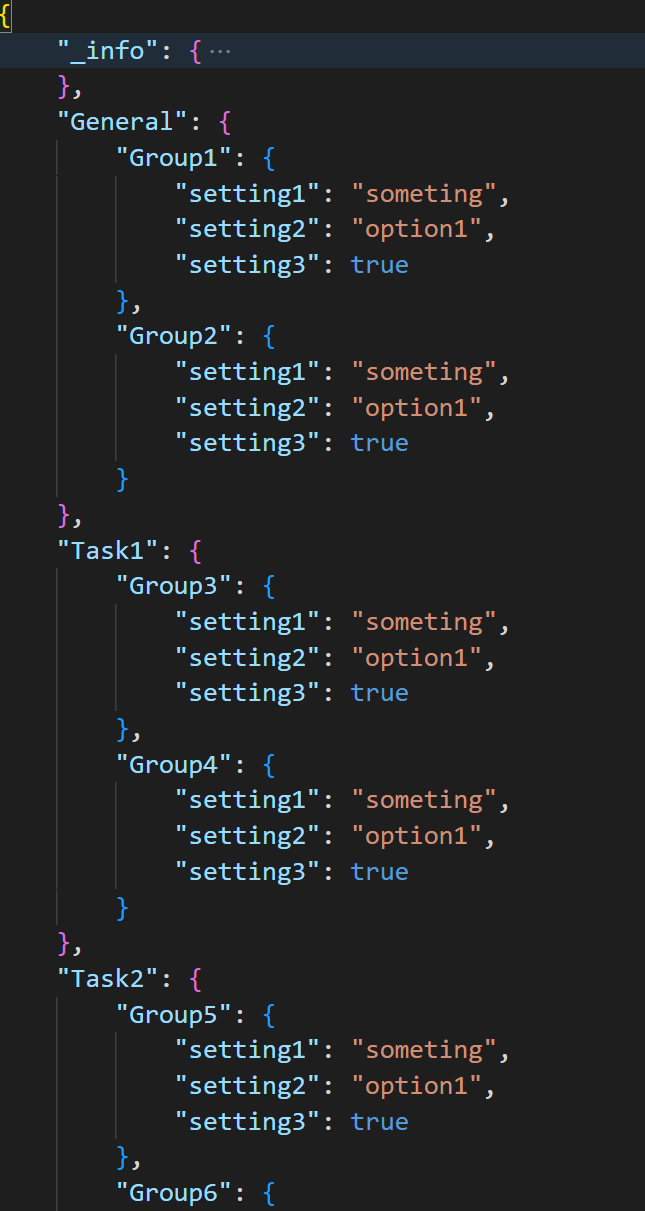 {
    "_info": { ···
    },
    "General": {
        "Group1": {
            "setting1": "someting",
            "setting2": "option1",
            "setting3": true
        },
        "Group2": {
            "setting1": "someting",
            "setting2": "option1",
            "setting3": true
        }
    },
    "Task1": {
        "Group3": {
            "setting1": "someting",
            "setting2": "option1",
            "setting3": true
        },
        "Group4": {
            "setting1": "someting",
            "setting2": "option1",
            "setting3": true
        }
    },
    "Task2": {
        "Group5": {
            "setting1": "someting",
            "setting2": "option1",
            "setting3": true
        },
        "Group6": {